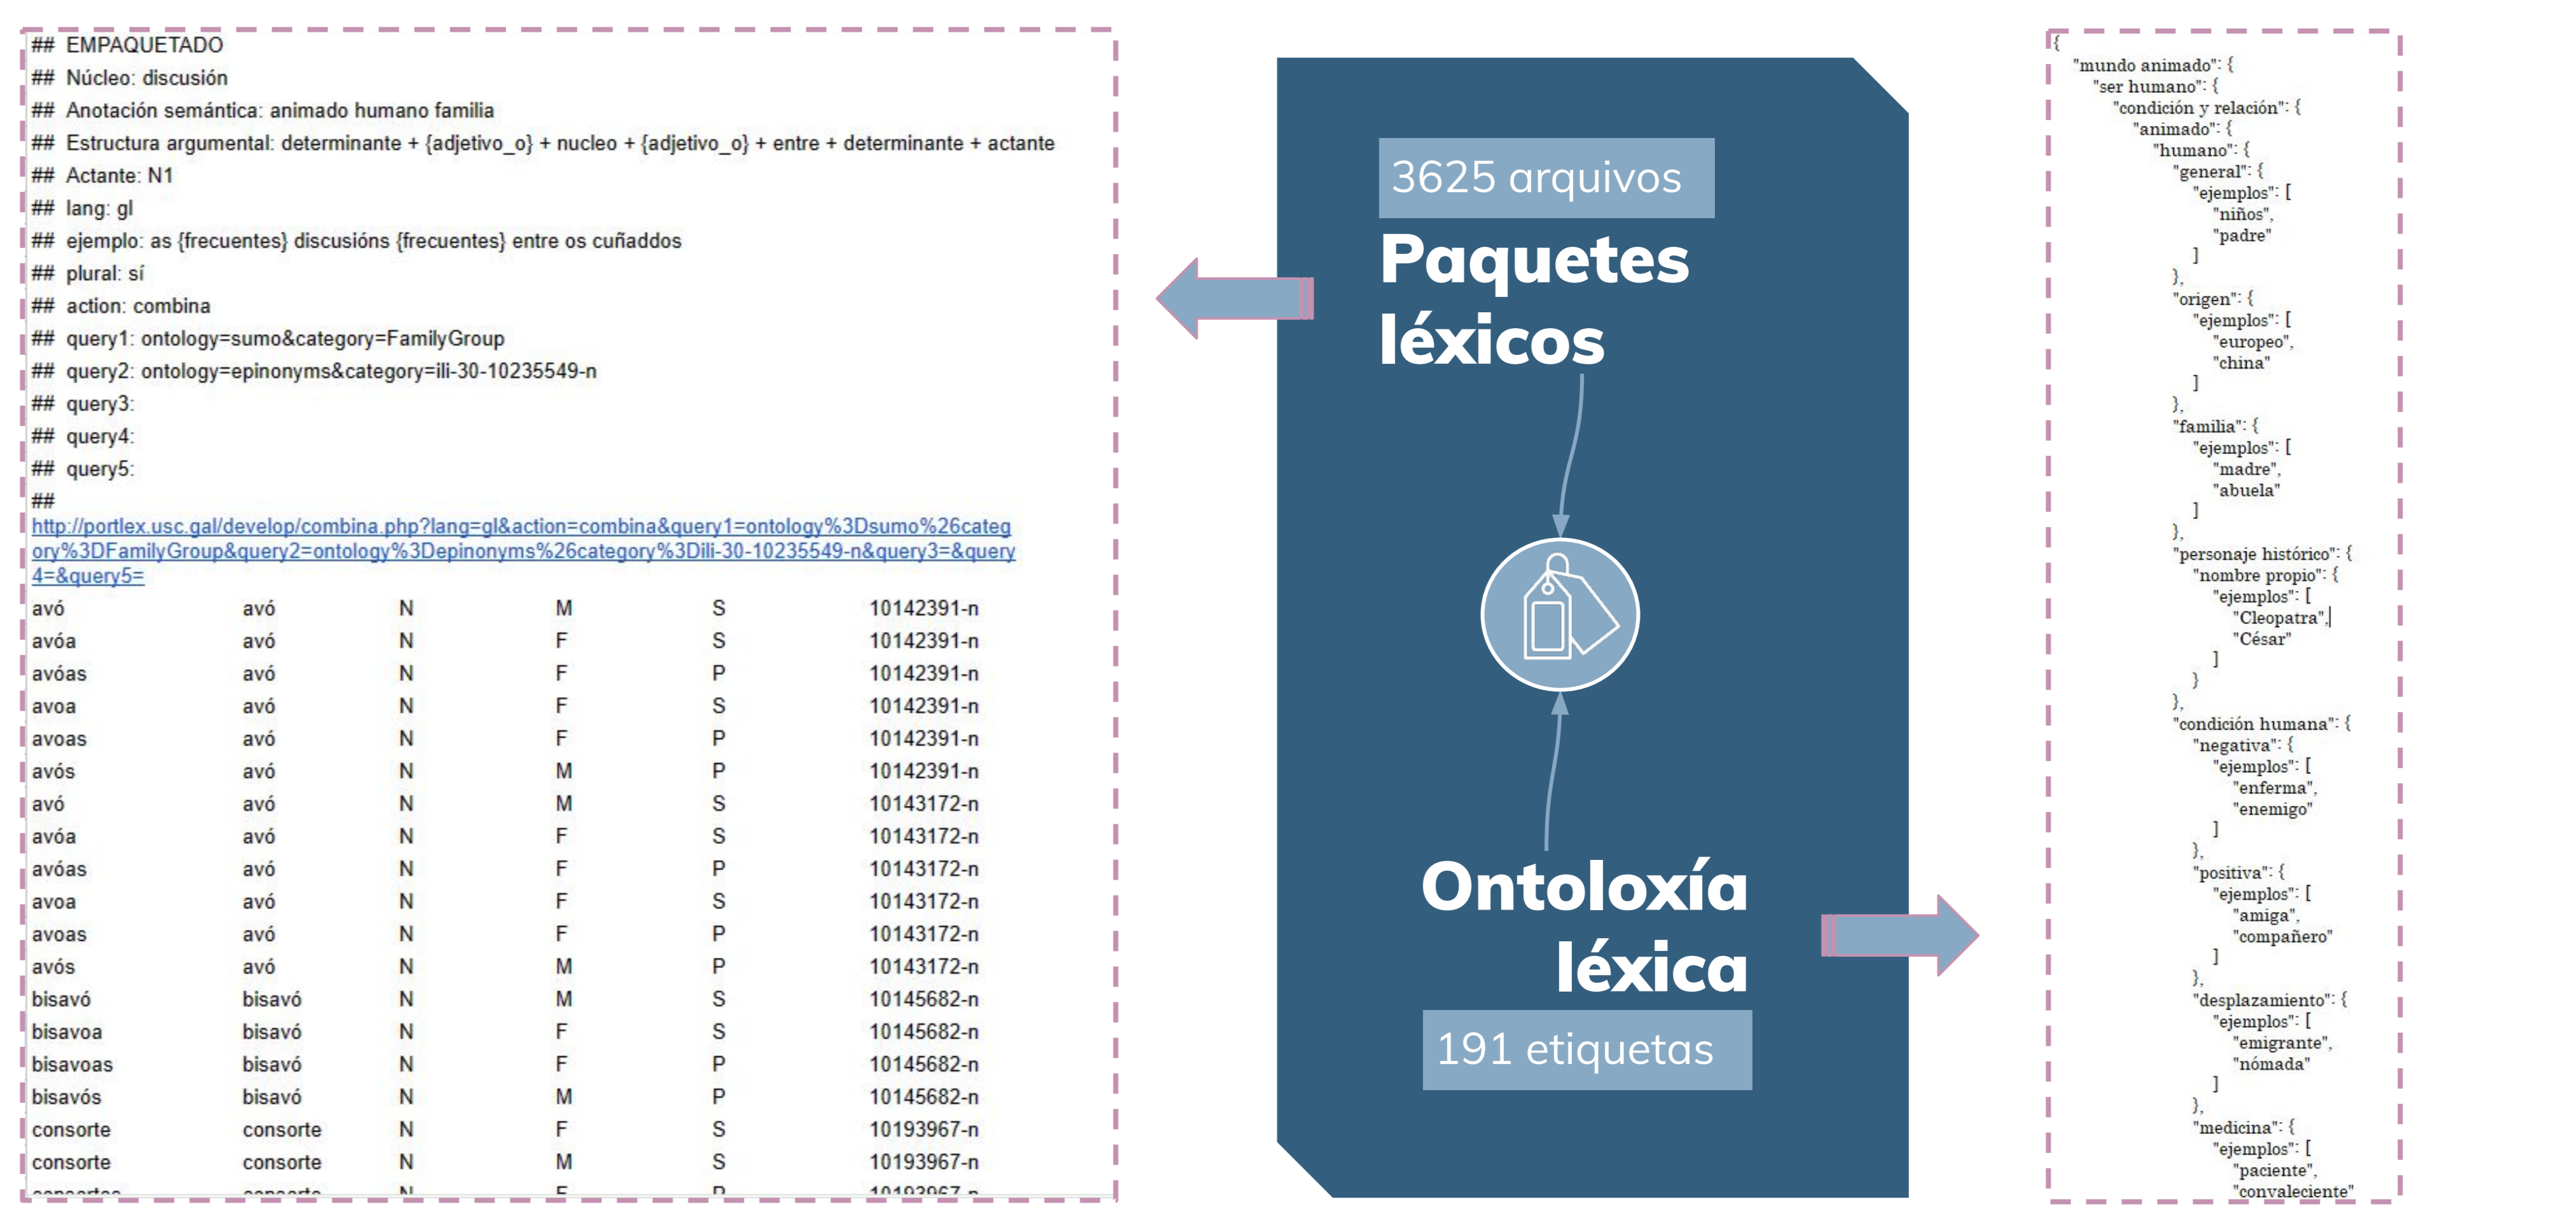 ## EMPAQUETADO
## Núcleo: discusión
## Anotación semántica: animado humano familia
## Estructura argumental: determinante + {adjetivo_o} + nucleo + {adjetivo_o} + entre + determinante + actante
## Actante: N1
## lang: gl
## ejemplo: as {frecuentes} discusións {frecuentes} entre os cuñaddos
## plural: sí
## action: combina
## query1: ontology=sumo&category=FamilyGroup
## query2: ontology=epinonyms&category=ili-30-10235549-n
## query3:
## query4:
## query5:
##
http://portlex.usc.gal/develop/combina.php?lang=gl&action=combina&query1=ontology%3Dsumo%26categ
ory%3DFamilyGroup&query2=ontology%3Depinonyms%26category%3Dili-30-10235549-n&query3=&query
4=&query5=
avó avó N M S 10142391-n
avóa avó N F S 10142391-n
avóas avó N F P 10142391-n
avoa avó N F S 10142391-n
avoas avó N F P 10142391-n
avós avó N M P 10142391-n
avó avó N M S 10143172-n
avóa avó N F S 10143172-n
avóas avó N F P 10143172-n
avoa avó N F S 10143172-n
avoas avó N F P 10143172-n
avós avó N M P 10143172-n
bisavó bisavó N M S 10145682-n
bisavoa bisavó N F S 10145682-n
bisavoas bisavó N F P 10145682-n
bisavós bisavó N M P 10145682-n
consorte consorte N F S 10193967-n
consorte consorte N M S 10193967-n
consortes consorte N F P 10193967-n
3625 arquivos
Paquetes
léxicos
Ontoloxía
léxica
191 etiquetas
{
"mundo animado": {
"ser humano": {
"condición y relación": {
"animado": {
"humano": {
"general": {
"ejemplos": [
"niños",
"padre"
]
},
"origen": {
"ejemplos": [
"europeo",
"china"
]
},
"familia": {
"ejemplos": [
"madre",
"abuela"
]
},
"personaje histórico": {
"nombre propio": {
"ejemplos": [
"Cleopatra",
"César"
]
}
},
"condición humana": {
"negativa": {
"ejemplos": [
"enferma",
"enemigo"
]
},
"positiva": {
"ejemplos": [
"amiga",
"compañero"
]
},
"desplazamiento": {
"ejemplos": [
"emigrante",
"nómada"
]
},
"medicina": {
"ejemplos": [
"paciente",
"convaleciente"